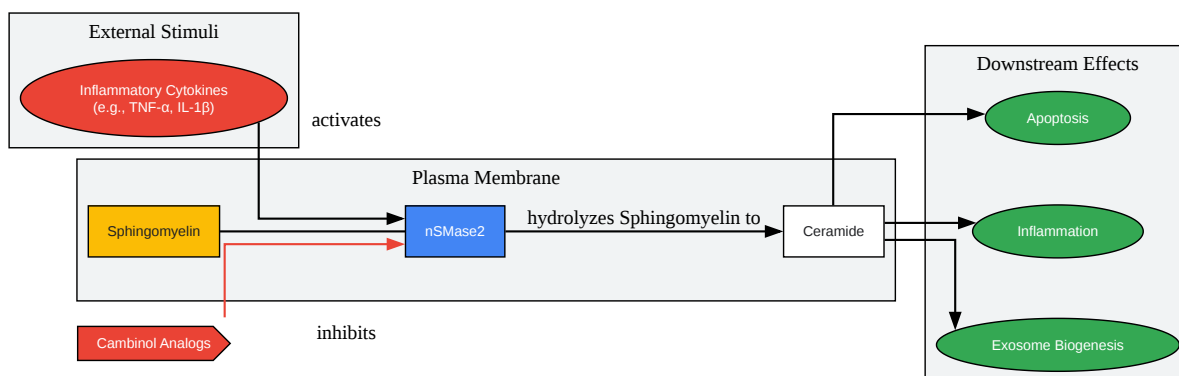 External Stimuli
Inflammatory Cytokines
(e.g., TNF-α, IL-1β)
activates
Downstream Effects
Apoptosis
Plasma Membrane
Sphingomyelin
nSMase2
hydrolyzes Sphingomyelin to
Ceramide
Inflammation
Cambinol Analogs
inhibits
Exosome Biogenesis